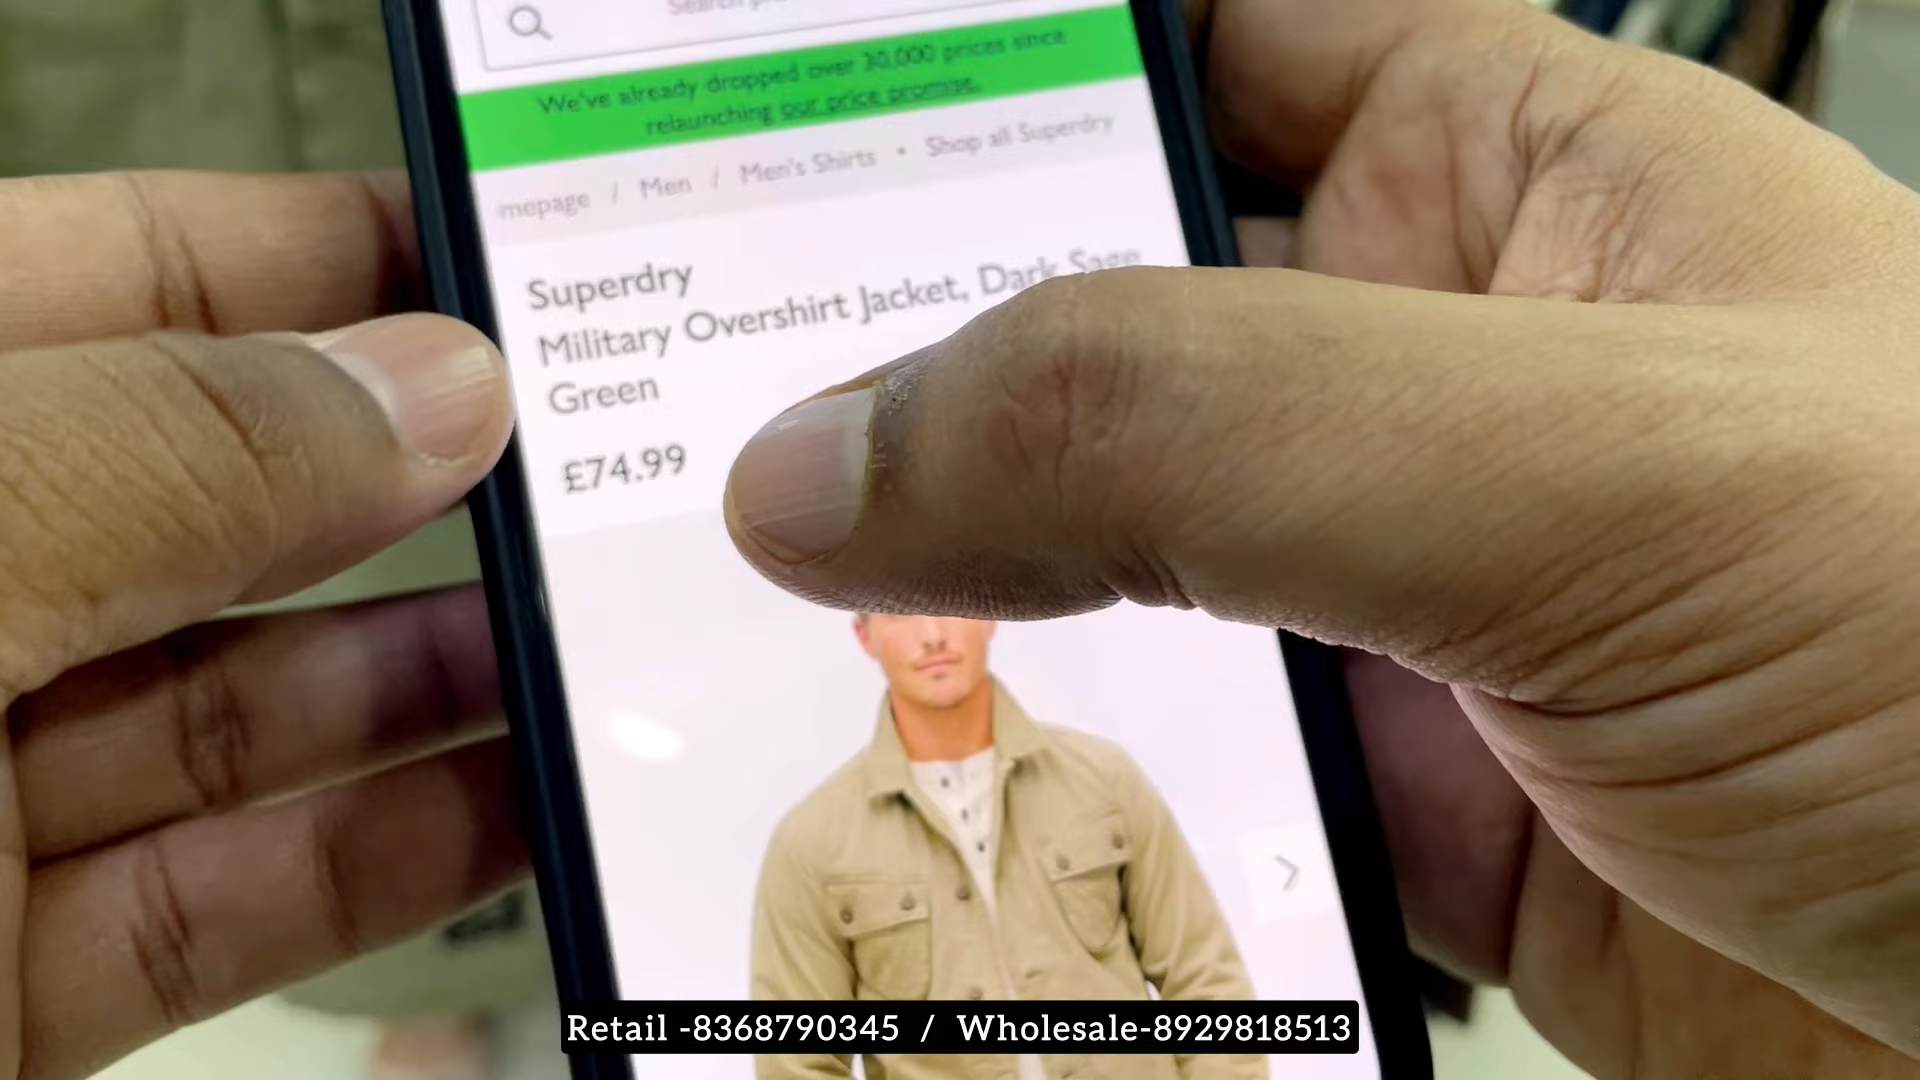 Search
We've already dropped over 30,000 prices since
relaunching our price promise.
mepage / Men / Men's Shirts • Shop all Superdry
Superdry
Military Overshirt Jacket, Dark Sage
Green
£74.99
Retail -8368790345 / Wholesale-8929818513